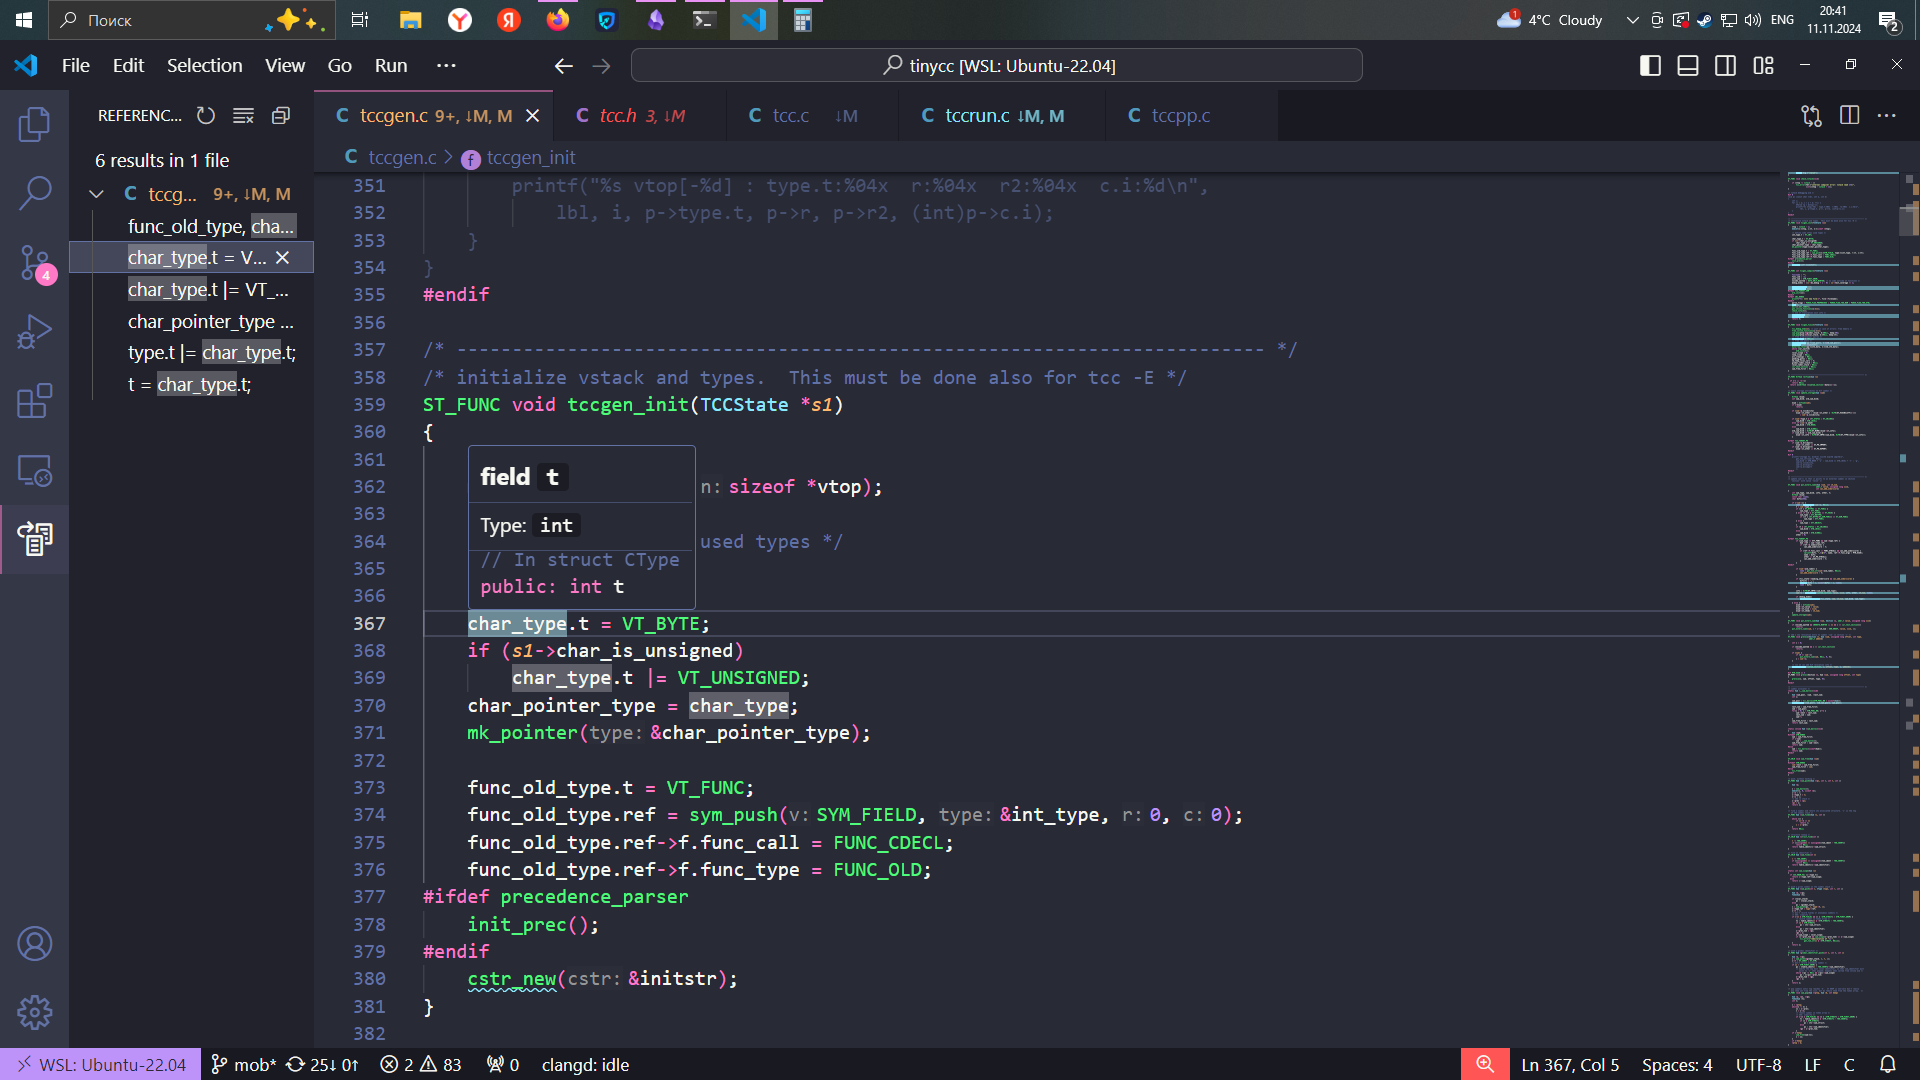 Поиск
4°C Cloudy
ENG
20:41
11.11.2024
2
File Edit Selection View Go Run ···
tinycc [WSL: Ubuntu-22.04]
REFERENC...
C tccgen.c 9+, ↓M, M
C tcc.h 3, ↓M
C tcc.c ↓M
C tccrun.c ↓M, M
C tccpp.c
C tccgen.c > f tccgen_init
6 results in 1 file
C tccg... 9+, ↓M, M
func_old_type, cha...
char_type.t = V...
char_type.t |= VT_...
char_pointer_type ...
type.t |= char_type.t;
t = char_type.t;
4
351 printf("%s vtop[-%d] : type.t:%04x  r:%04x  r2:%04x  c.i:%d\n",
352 lbl, i, p->type.t, p->r, p->r2, (int)p->c.i);
353 }
354 }
355 #endif
356
357 /* ------------------------------------------------------------------------- */
358 /* initialize vstack and types.  This must be done also for tcc -E */
359 ST_FUNC void tccgen_init(TCCState *s1)
360 {
361
362 n: sizeof *vtop);
363
364 used types */
365
366
field t
Type: int
// In struct CType
public: int t
367 char_type.t = VT_BYTE;
368 if (s1->char_is_unsigned)
369 char_type.t |= VT_UNSIGNED;
370 char_pointer_type = char_type;
371 mk_pointer(type: &char_pointer_type);
372
373 func_old_type.t = VT_FUNC;
374 func_old_type.ref = sym_push(v: SYM_FIELD, type: &int_type, r: 0, c: 0);
375 func_old_type.ref->f.func_call = FUNC_CDECL;
376 func_old_type.ref->f.func_type = FUNC_OLD;
377 #ifdef precedence_parser
378 init_prec();
379 #endif
380 cstr_new(cstr: &initstr);
381 }
382
WSL: Ubuntu-22.04 mob* 25↓ 0↑ 2 83 0 clangd: idle
Ln 367, Col 5 Spaces: 4 UTF-8 LF C